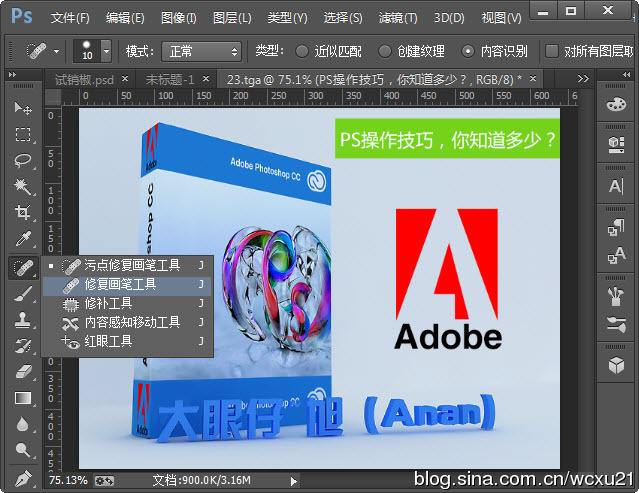 Ps 文件(F) 编辑(E) 图像(I) 图层(L) 类型(Y) 选择(S) 滤镜(T) 3D(D) 视图(V)
10 模式： 正常 类型： 近似匹配 创建纹理 内容识别 对所有图层取
试销椒.psd × 未标题-1 × 23.tga @ 75.1% (PS操作技巧，你知道多少？, RGB/8) * ×
0 50 100 150 200 250 300 350 400 450 500 550 600 6
PS操作技巧，你知道多少？
Adobe Photoshop CC
shop CC
Adobe
污点修复画笔工具 J
修复画笔工具 J
修补工具 J
内容感知移动工具 J
红眼工具 J
be Photoshop CC
大眼仔 旭 (Anan)
75.13% 文档:900.0K/3.16M
blog.sina.com.cn/wcxu21